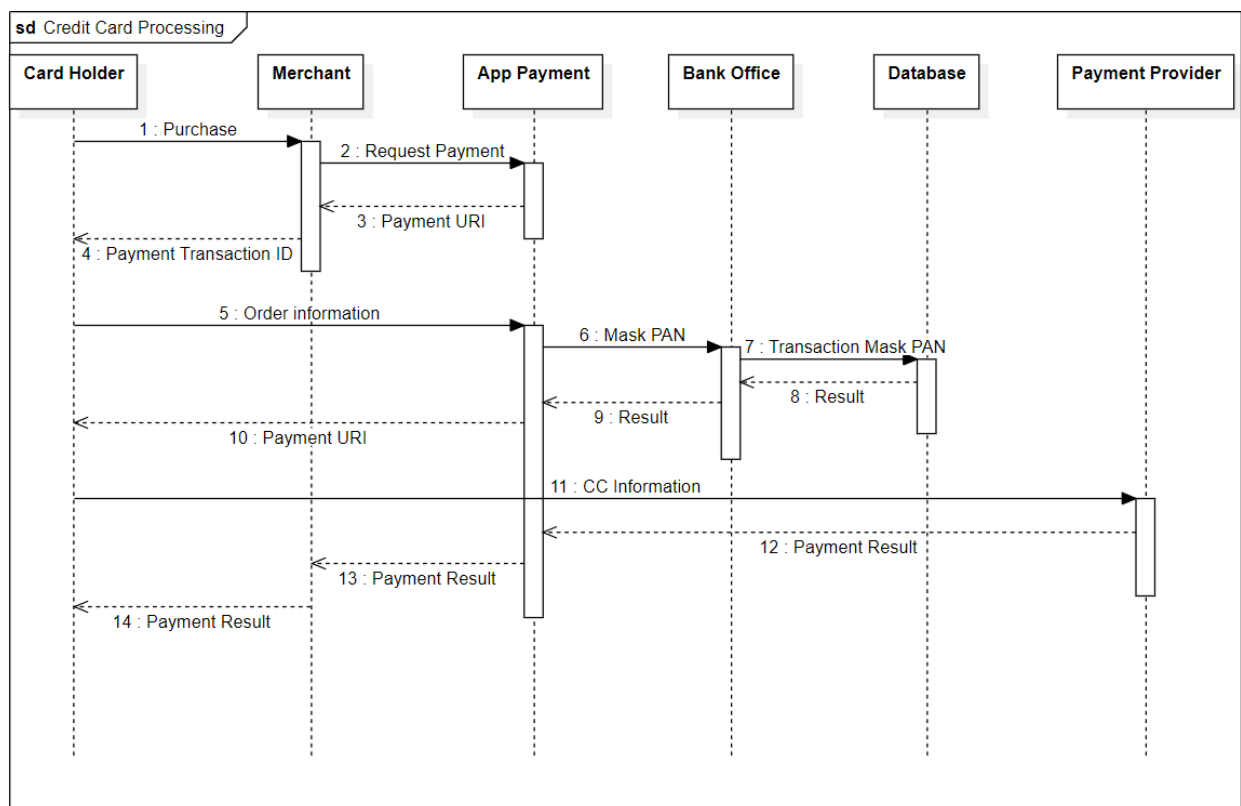 sd Credit Card Processing
Card Holder
Merchant
App Payment
Bank Office
Database
Payment Provider
1 : Purchase
2 : Request Payment
3 : Payment URI
4 : Payment Transaction ID
5 : Order information
6 : Mask PAN
7 : Transaction Mask PAN
8 : Result
9 : Result
10 : Payment URI
11 : CC Information
12 : Payment Result
13 : Payment Result
14 : Payment Result